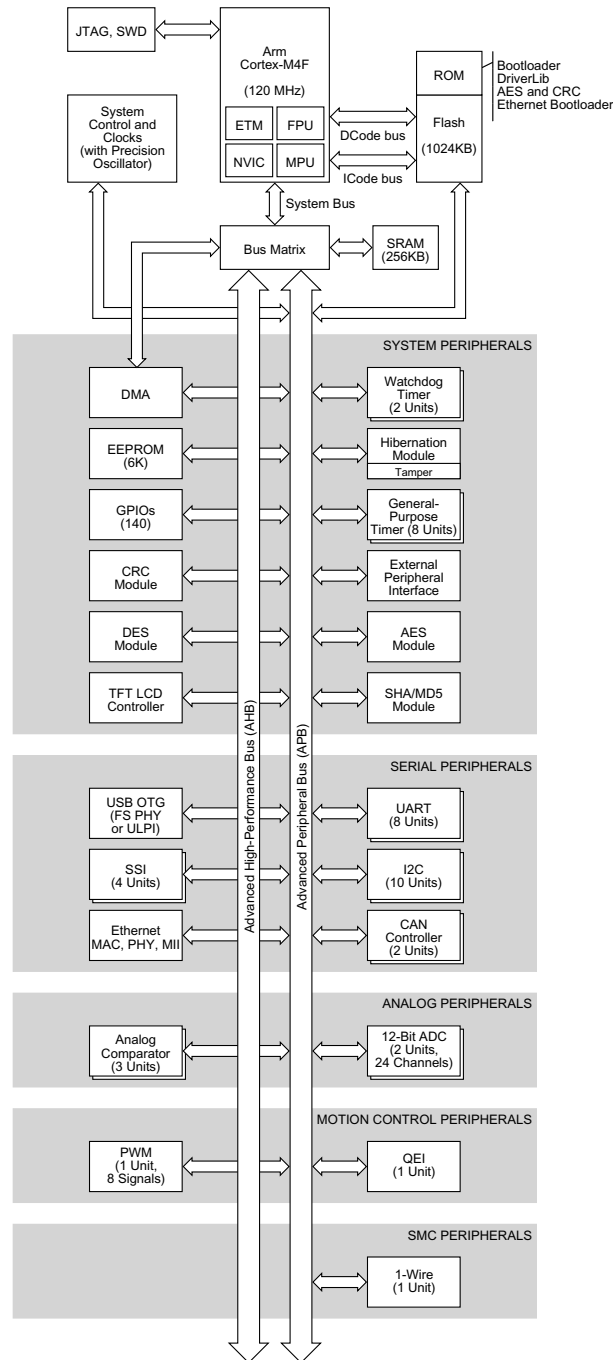 JTAG, SWD
Arm
Cortex-M4F
(120 MHz)
ETM
FPU
NVIC
MPU
ROM
Flash
(1024KB)
Bootloader
DriverLib
AES and CRC
Ethernet Bootloader
System
Control and
Clocks
(with Precision
Oscillator)
DCode bus
ICode bus
System Bus
Bus Matrix
SRAM
(256KB)
SYSTEM PERIPHERALS
DMA
Watchdog
Timer
(2 Units)
EEPROM
(6K)
Hibernation
Module
Tamper
GPIOs
(140)
General-
Purpose
Timer (8 Units)
CRC
Module
External
Peripheral
Interface
DES
Module
AES
Module
TFT LCD
Controller
SHA/MD5
Module
Advanced High-Performance Bus (AHB)
Advanced Peripheral Bus (APB)
SERIAL PERIPHERALS
USB OTG
(FS PHY
or ULPI)
UART
(8 Units)
SSI
(4 Units)
I2C
(10 Units)
Ethernet
MAC, PHY, MII
CAN
Controller
(2 Units)
ANALOG PERIPHERALS
Analog
Comparator
(3 Units)
12-Bit ADC
(2 Units,
24 Channels)
MOTION CONTROL PERIPHERALS
PWM
(1 Unit,
8 Signals)
QEI
(1 Unit)
SMC PERIPHERALS
1-Wire
(1 Unit)